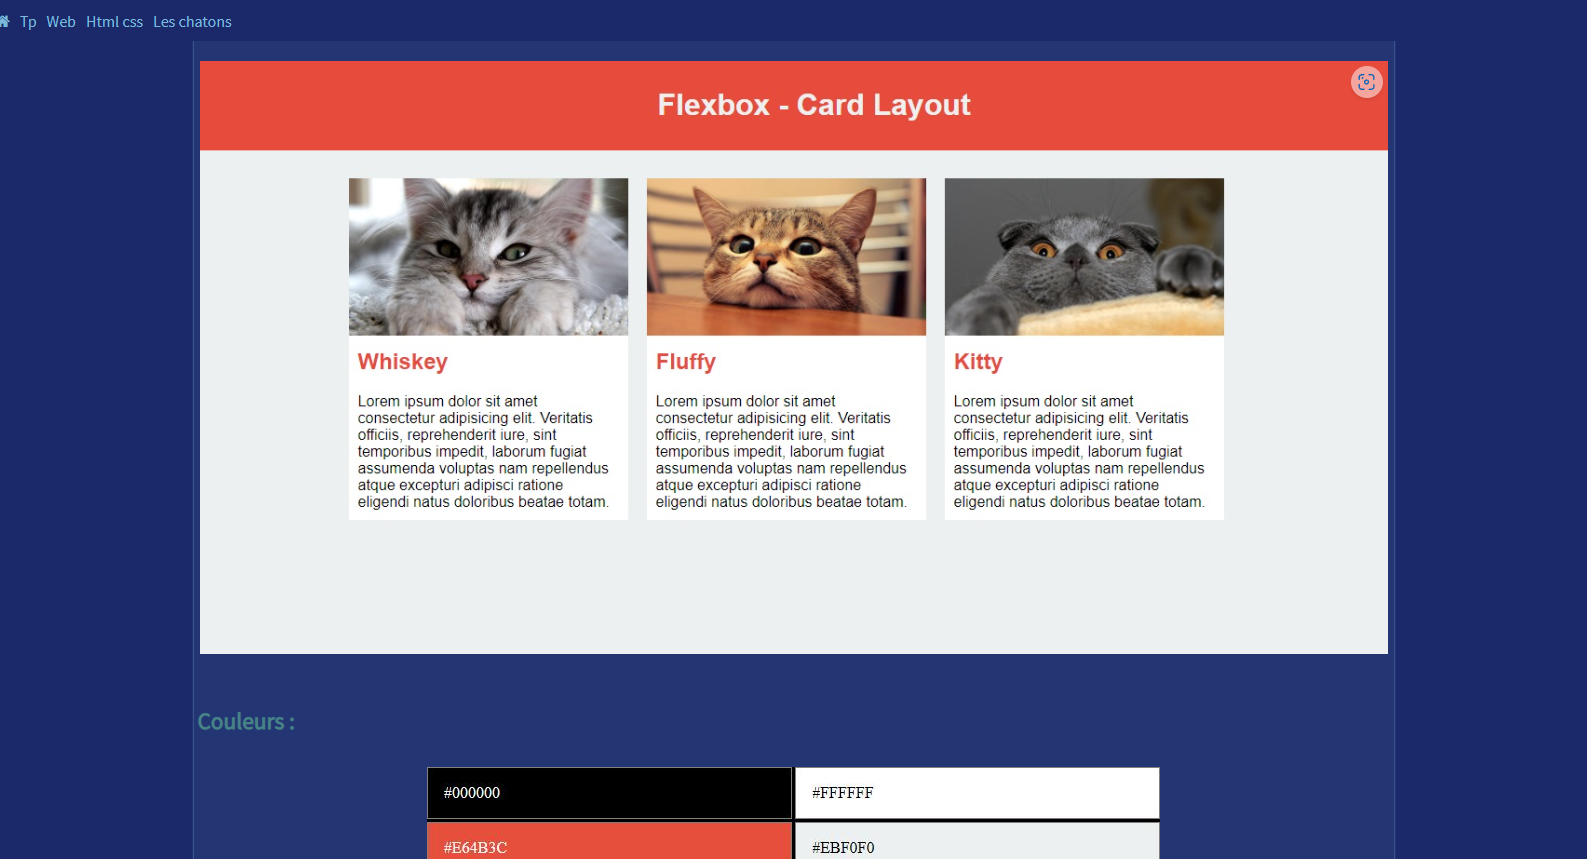 Tp Web Html css Les chatons
Flexbox - Card Layout
Whiskey
Lorem ipsum dolor sit amet
consectetur adipisicing elit. Veritatis
officiis, reprehenderit iure, sint
temporibus impedit, laborum fugiat
assumenda voluptas nam repellendus
atque excepturi adipisci ratione
eligendi natus doloribus beatae totam.
Fluffy
Lorem ipsum dolor sit amet
consectetur adipisicing elit. Veritatis
officiis, reprehenderit iure, sint
temporibus impedit, laborum fugiat
assumenda voluptas nam repellendus
atque excepturi adipisci ratione
eligendi natus doloribus beatae totam.
Kitty
Lorem ipsum dolor sit amet
consectetur adipisicing elit. Veritatis
officiis, reprehenderit iure, sint
temporibus impedit, laborum fugiat
assumenda voluptas nam repellendus
atque excepturi adipisci ratione
eligendi natus doloribus beatae totam.
Couleurs :
#000000
#FFFFFF
#E64B3C
#EBF0F0